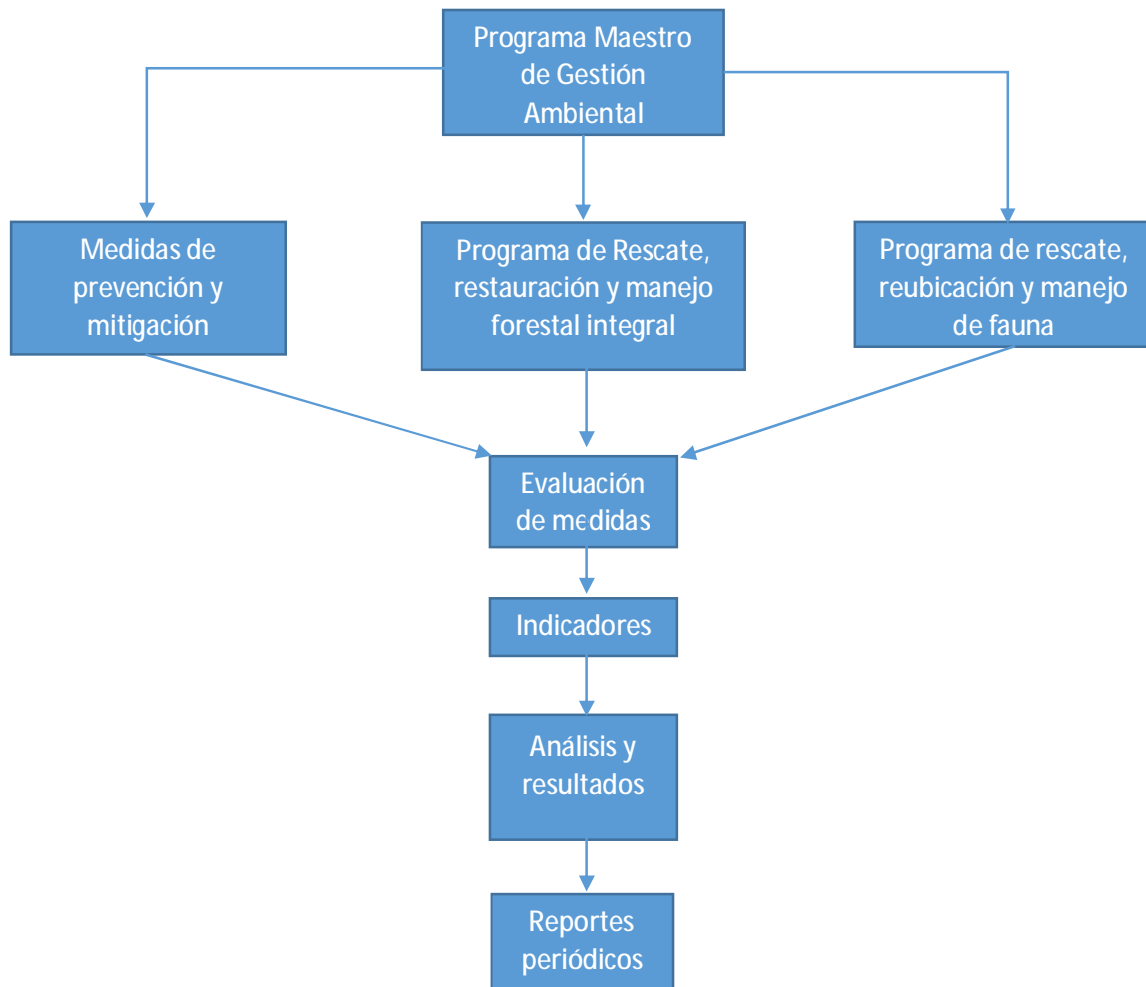 Programa Maestro
de Gestión
Ambiental
Medidas de
prevención y
mitigación
Programa de Rescate,
restauración y manejo
forestal integral
Programa de rescate,
reubicación y manejo
de fauna
Evaluación
de medidas
Indicadores
Análisis y
resultados
Reportes
periódicos